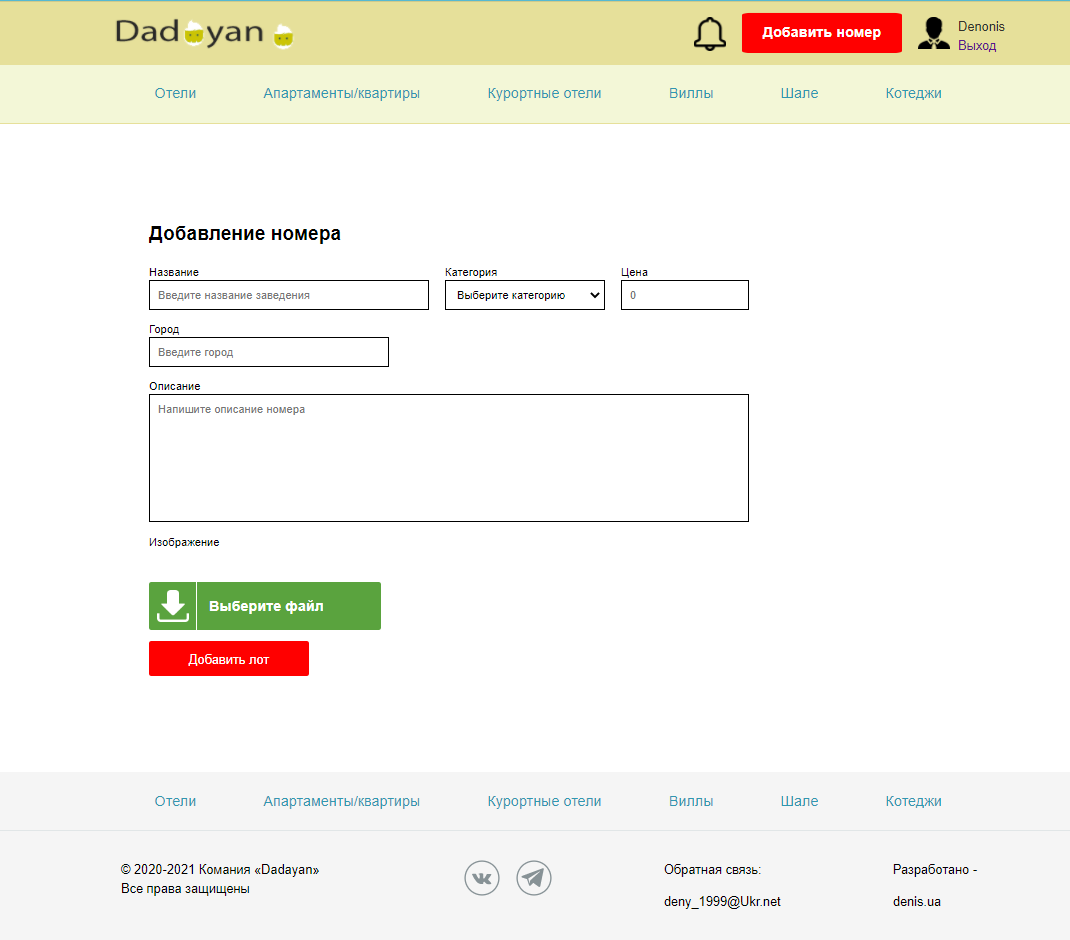 Dadayan
Добавить номер
Denonis
Выход
Отели Апартаменты/квартиры Курортные отели Виллы Шале Котеджи
Добавление номера
Название Категория Цена
Введите название заведения Выберите категорию 0
Город
Введите город
Описание
Напишите описание номера
Изображение
Выберите файл
Добавить лот
Отели Апартаменты/квартиры Курортные отели Виллы Шале Котеджи
© 2020-2021 Комания «Dadayan» Обратная связь: Разработано -
Все права защищены
deny_1999@Ukr.net denis.ua